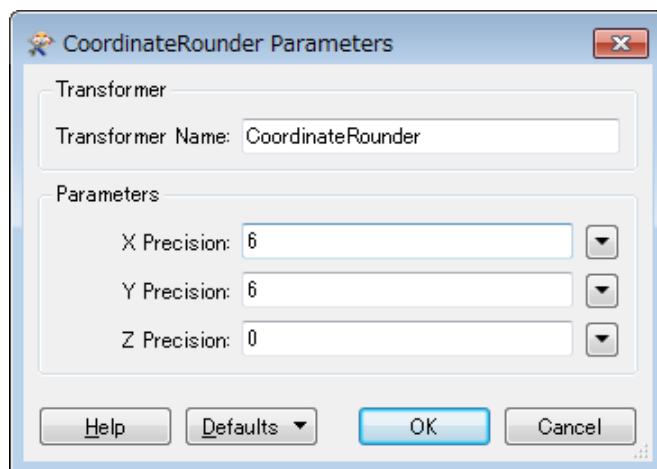 CoordinateRounder Parameters
Transformer
Transformer Name: CoordinateRounder
Parameters
X Precision: 6
Y Precision: 6
Z Precision: 0
Help Defaults OK Cancel